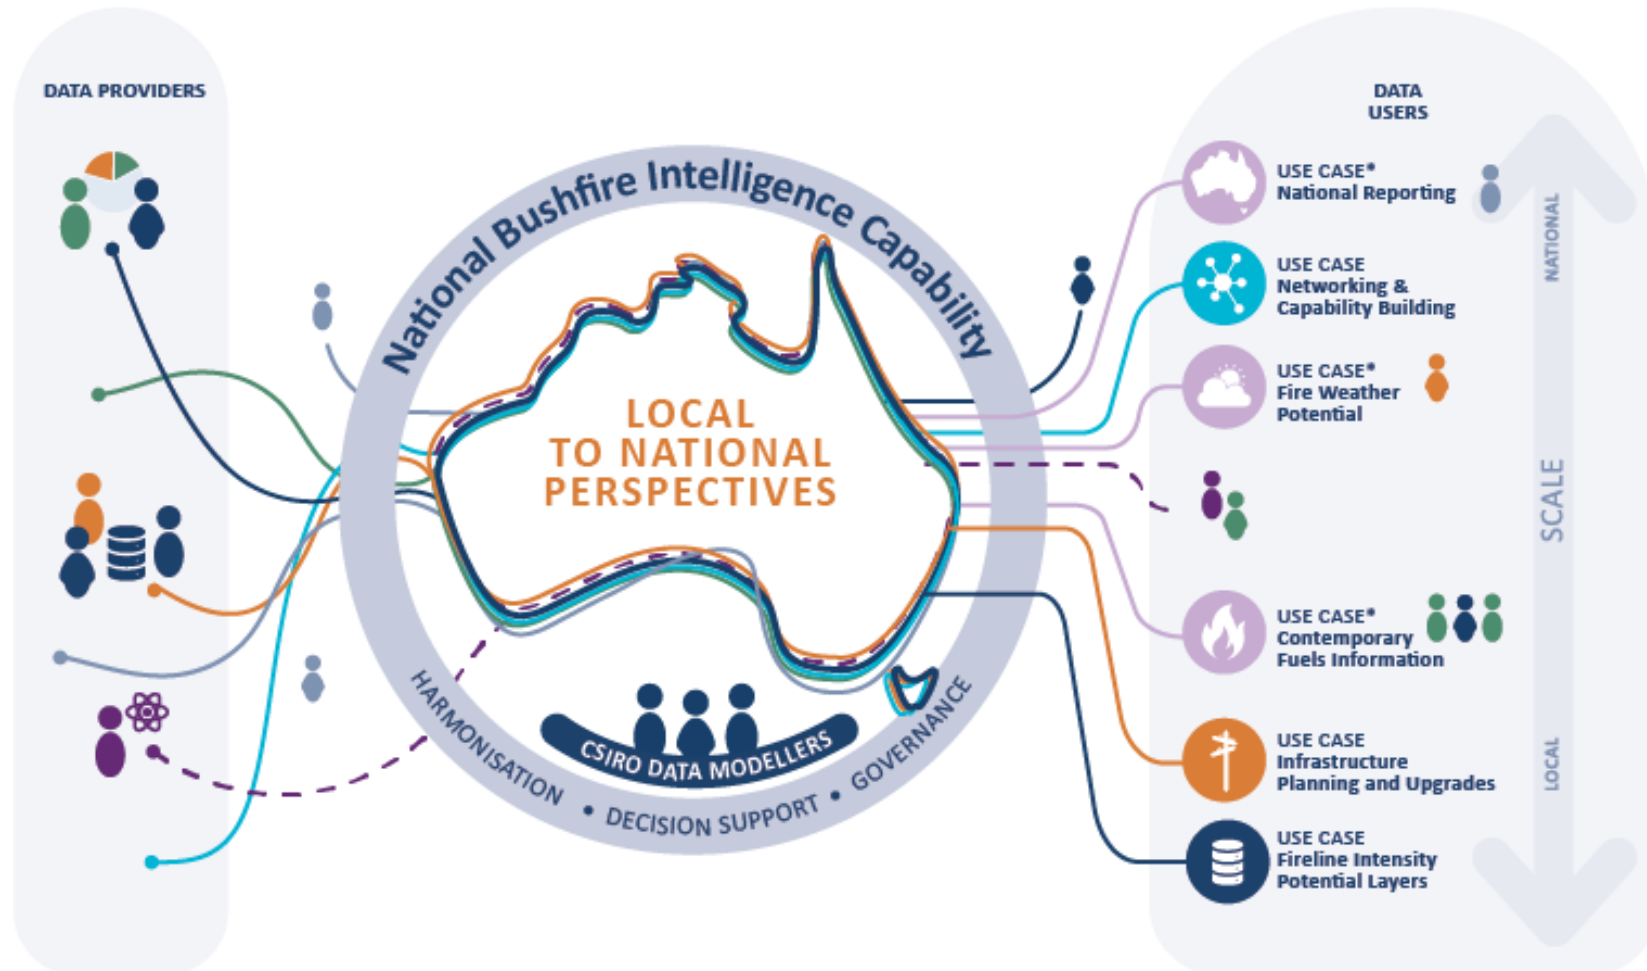 DATA PROVIDERS
National Bushfire Intelligence Capability
LOCAL
TO NATIONAL
PERSPECTIVES
CSIRO DATA MODELLERS
HARMONISATION • DECISION SUPPORT • GOVERNANCE
DATA
USERS
USE CASE*
National Reporting
USE CASE
Networking &
Capability Building
USE CASE*
Fire Weather
Potential
USE CASE*
Contemporary
Fuels Information
USE CASE
Infrastructure
Planning and Upgrades
USE CASE
Fireline Intensity
Potential Layers
NATIONAL
SCALE
LOCAL